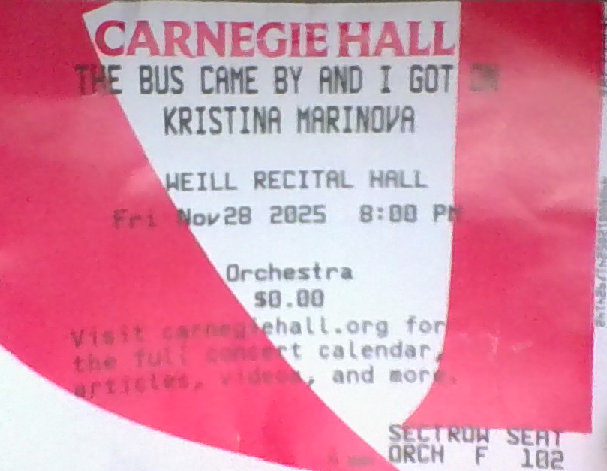 CARNEGIE HALL
THE BUS CAME BY AND I GOT ON
KRISTINA MARINOVA
WEILL RECITAL HALL
Fri Nov28 2025 8:00 PM
Orchestra
$0.00
Visit carnegiehall.org for
the full concert calendar,
articles, videos, and more.
SECTROW SEAT
ORCH F 102